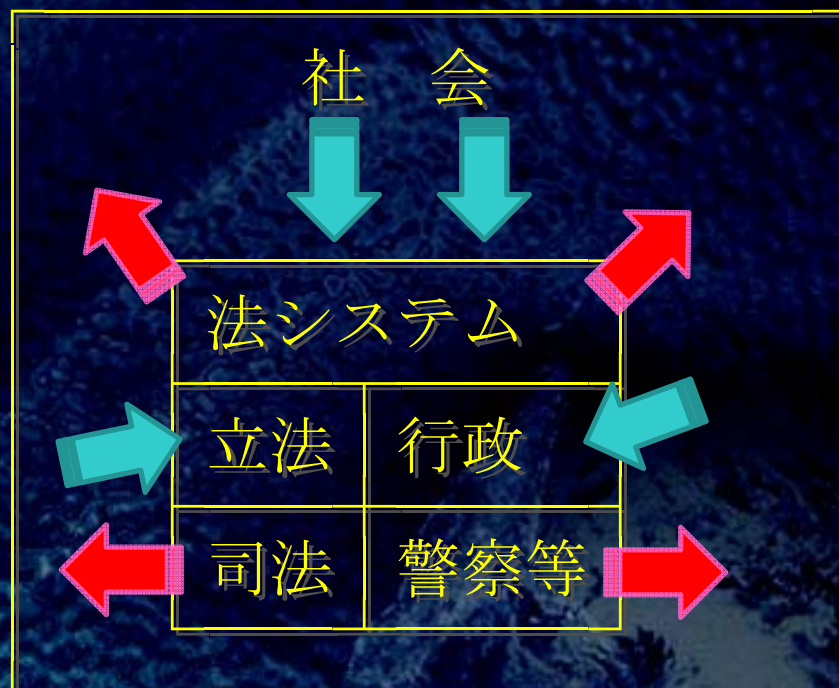 社 会
法システム
立法 行政
司法 警察等